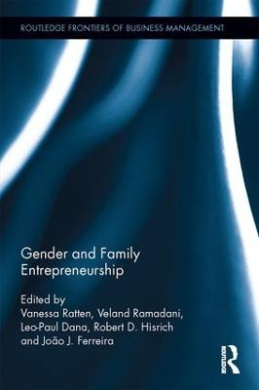 ROUTLEDGE FRONTIERS OF BUSINESS MANAGEMENT
Gender and Family
Entrepreneurship
Edited by
Vanessa Ratten, Veland Ramadani,
Leo-Paul Dana, Robert D. Hisrich
and João J. Ferreira
Routledge